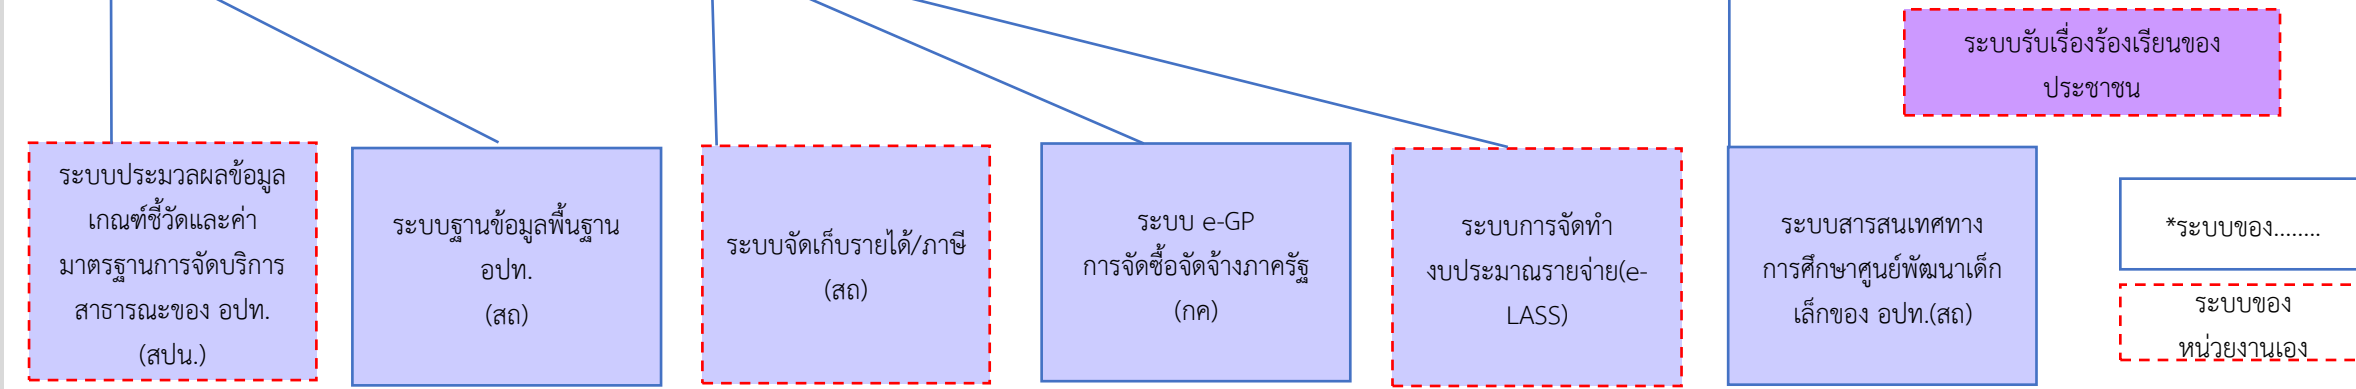 ระบบรับเรื่องร้องเรียนของ
ประชาชน
ระบบประมวลผลข้อมูล
เกณฑ์ชี้วัดและค่า
มาตรฐานการจัดบริการ
สาธารณะของ อปท.
(สปน.)
ระบบฐานข้อมูลพื้นฐาน
อปท.
(สถ)
ระบบจัดเก็บรายได้/ภาษี
(สถ)
ระบบ e-GP
การจัดซื้อจัดจ้างภาครัฐ
(กค)
ระบบการจัดทำ
งบประมาณรายจ่าย(e-
LASS)
ระบบสารสนเทศทาง
การศึกษาศูนย์พัฒนาเด็ก
เล็กของ อปท.(สถ)
*ระบบของ........
ระบบของ
หน่วยงานเอง